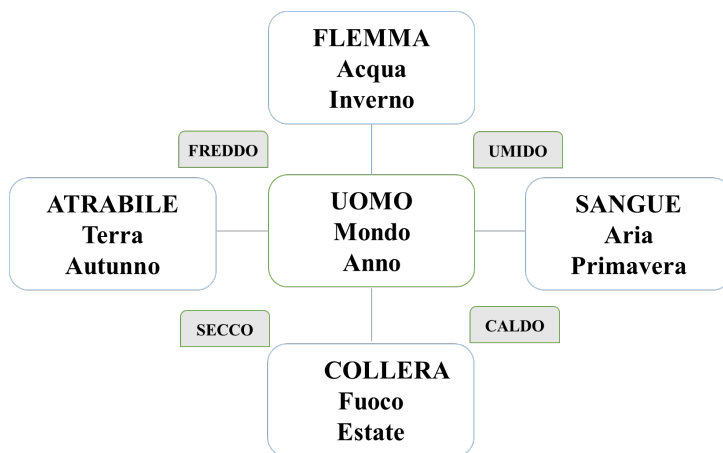 FLEMMA
Acqua
Inverno
FREDDO
UMIDO
ATRABILE
Terra
Autunno
UOMO
Mondo
Anno
SANGUE
Aria
Primavera
SECCO
CALDO
COLLERA
Fuoco
Estate